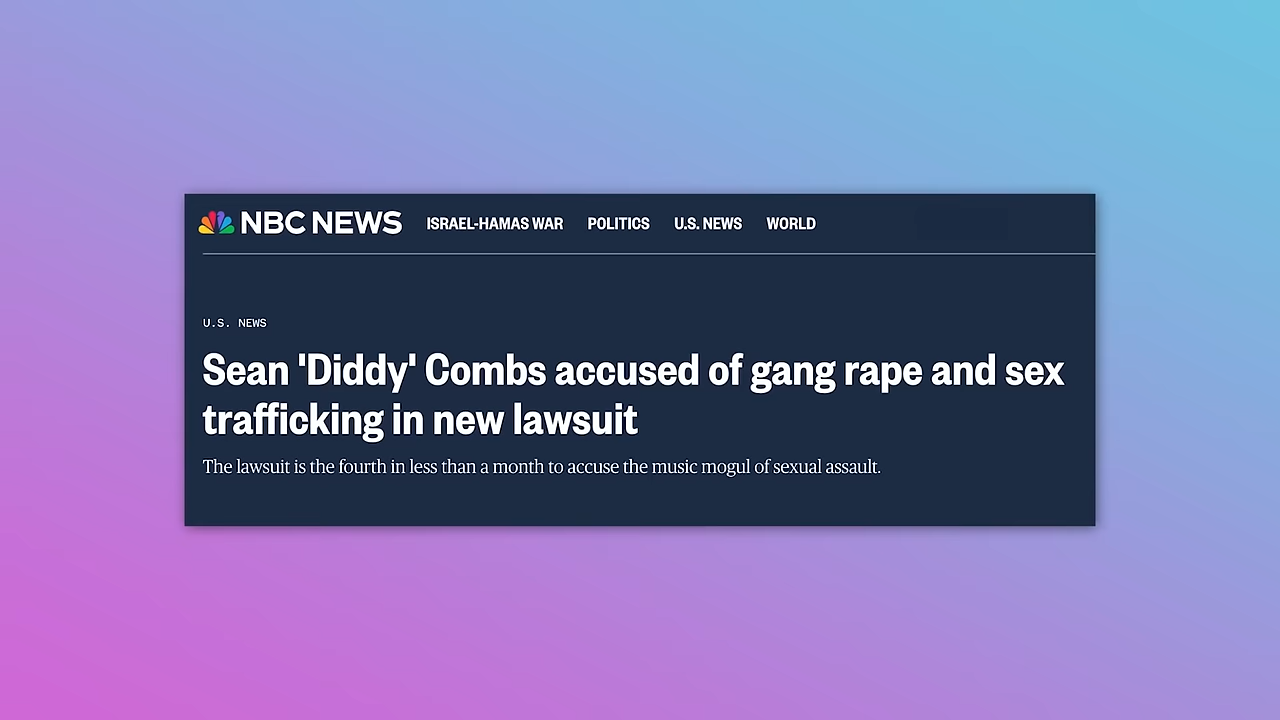 NBC NEWS ISRAEL-HAMAS WAR POLITICS U.S. NEWS WORLD
U.S. NEWS
Sean 'Diddy' Combs accused of gang rape and sex
trafficking in new lawsuit
The lawsuit is the fourth in less than a month to accuse the music mogul of sexual assault.